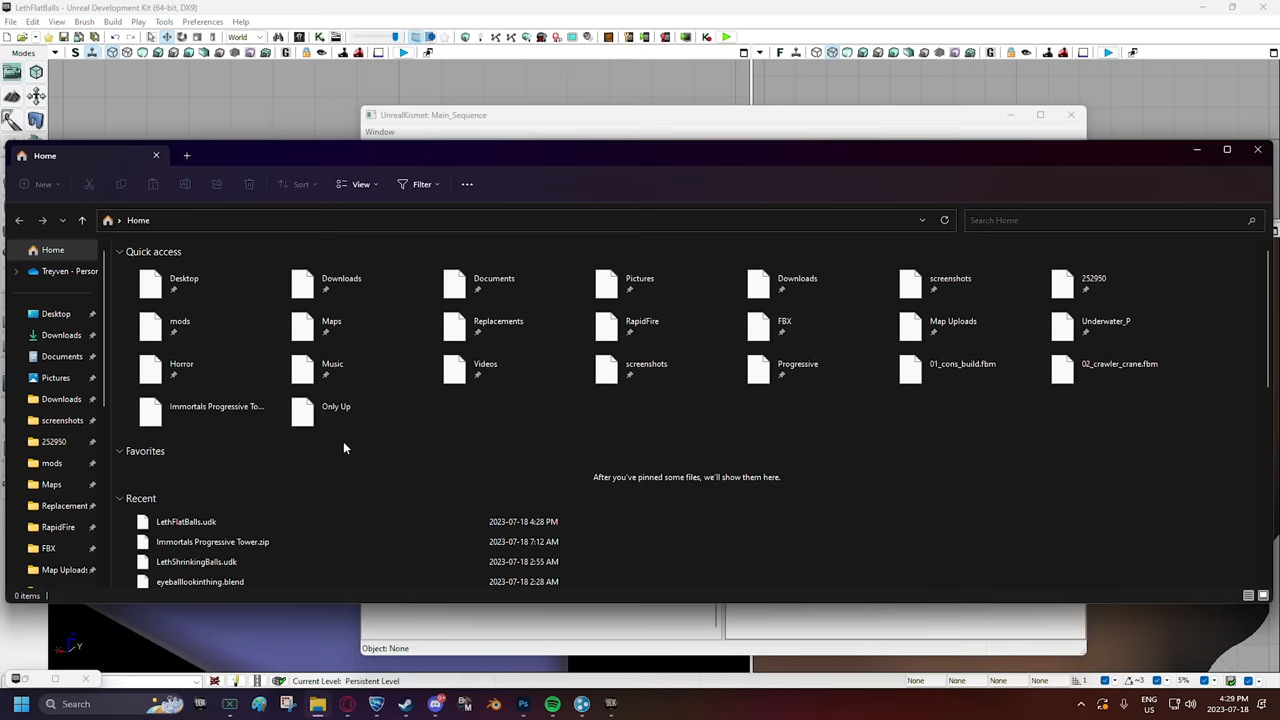 LethFlatBalls - Unreal Development Kit (64-bit, DX9)
File Edit View Brush Build Play Tools Preferences Help
World
Modes
S
G
F
G
UnrealKismet: Main_Sequence
Window
Home
New Sort View Filter
Home
Search Home
Home
Treyven - Person
Desktop
Downloads
Documents
Pictures
Downloads
screenshots
252950
mods
Maps
Replacement
RapidFire
FBX
Map Upload
Quick access
Desktop Downloads Documents Pictures Downloads screenshots 252950
mods Maps Replacements RapidFire FBX Map Uploads Underwater_P
Horror Music Videos screenshots Progressive 01_cons_build.fbm 02_crawler_crane.fbm
Immortals Progressive To... Only Up
Favorites
After you've pinned some files, we'll show them here.
Recent
LethFlatBalls.udk 2023-07-18 4:28 PM
Immortals Progressive Tower.zip 2023-07-18 7:12 AM
LethShrinkingBalls.udk 2023-07-18 2:55 AM
eyeballlookinthing.blend 2023-07-18 2:28 AM
0 items
Object: None
Z
Y
Current Level: Persistent Level
None None None None 1 ~3 5%
Search
ENG
US
4:29 PM
2023-07-18